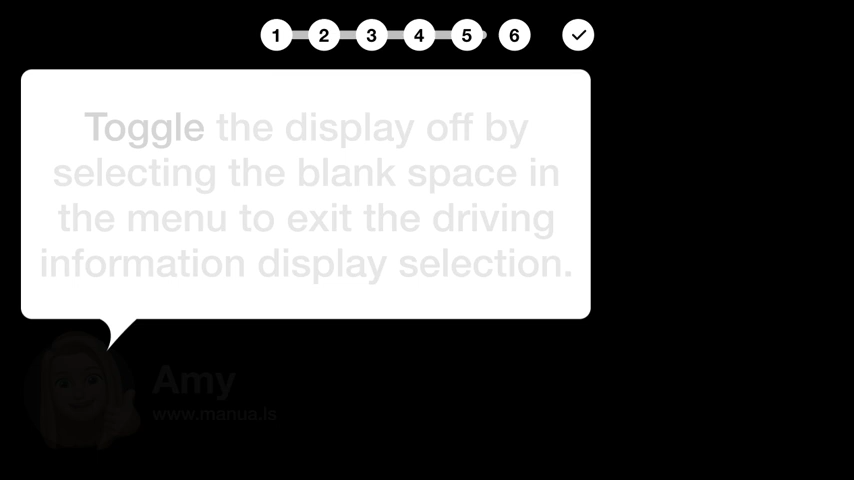 1 2 3 4 5 6
Toggle the display off by
selecting the blank space in
the menu to exit the driving
information display selection.
Amy
www.manua.ls